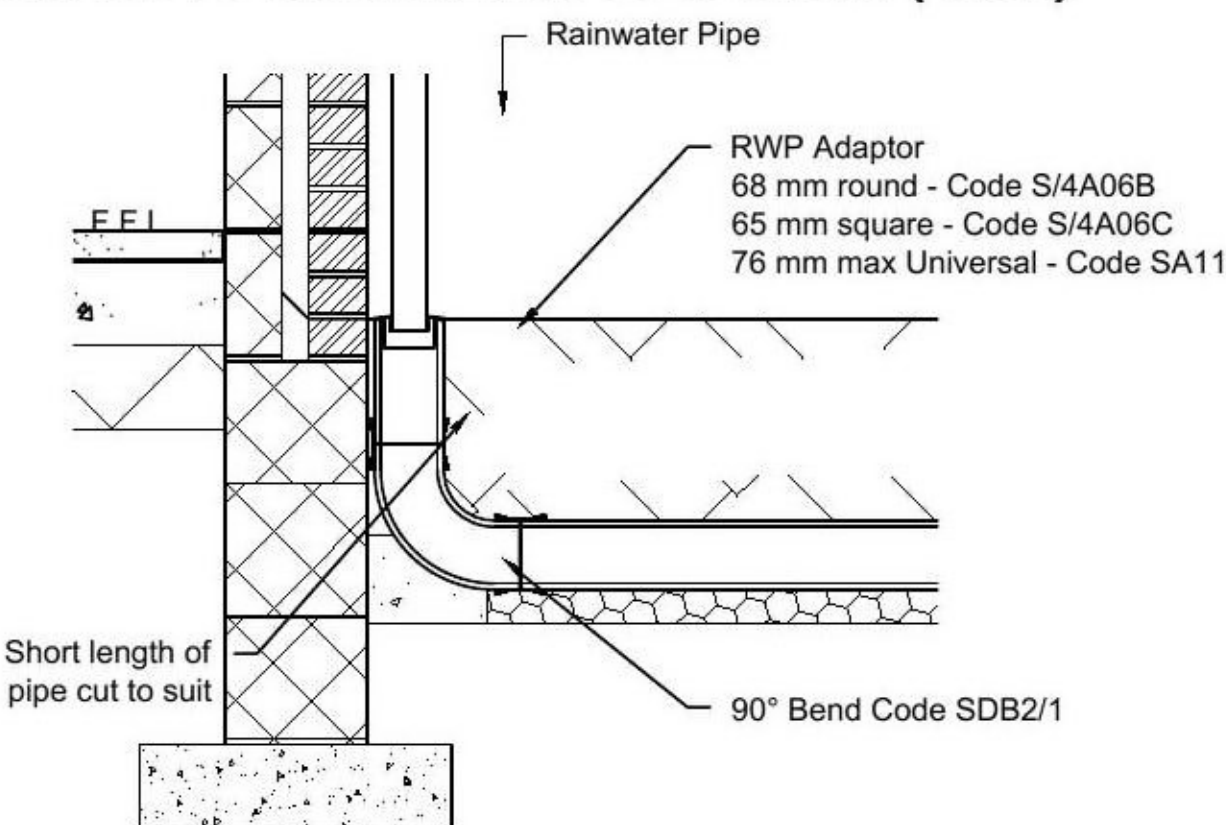 Rainwater Pipe
RWP Adaptor
68 mm round - Code S/4A06B
65 mm square - Code S/4A06C
76 mm max Universal - Code SA11
Short length of
pipe cut to suit
90° Bend Code SDB2/1